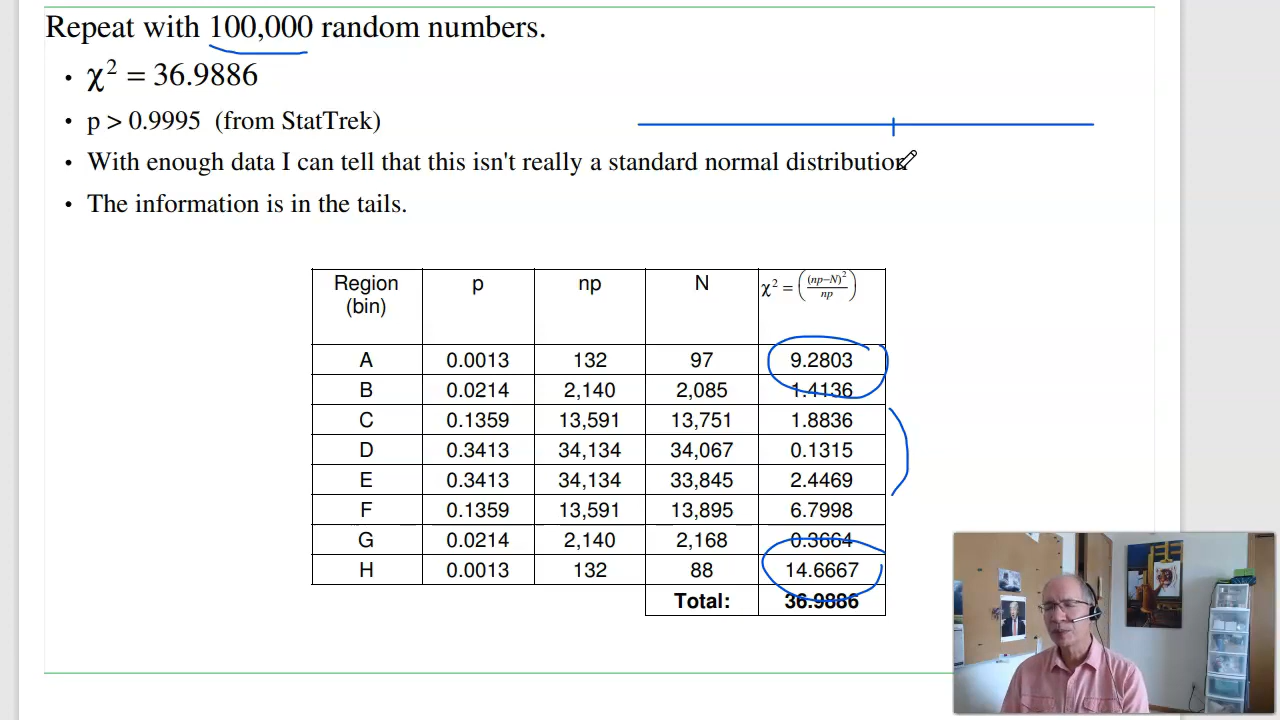 Repeat with 100,000 random numbers.
• χ² = 36.9886
• p > 0.9995 (from StatTrek)
• With enough data I can tell that this isn't really a standard normal distribution
• The information is in the tails.
Region (bin) p np N χ² = ((np−N)²/np)
A 0.0013 132 97 9.2803
B 0.0214 2,140 2,085 1.4136
C 0.1359 13,591 13,751 1.8836
D 0.3413 34,134 34,067 0.1315
E 0.3413 34,134 33,845 2.4469
F 0.1359 13,591 13,895 6.7998
G 0.0214 2,140 2,168 0.3664
H 0.0013 132 88 14.6667
Total: 36.9886